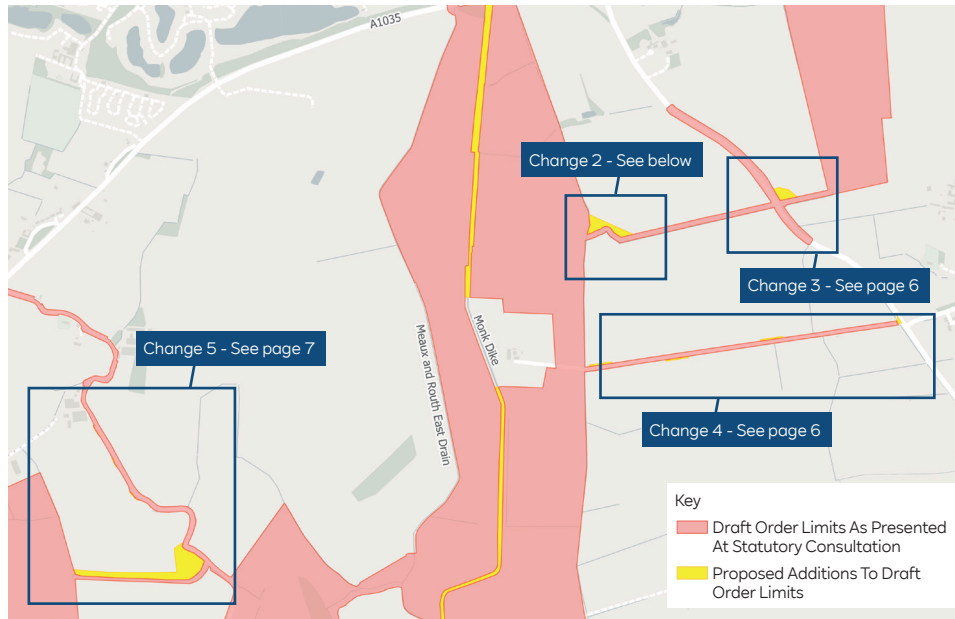 A1035
Change 2 - See below
Change 3 - See page 6
Monk Dike
Meaux and Routh East Drain
Change 5 - See page 7
Change 4 - See page 6
Key
Draft Order Limits As Presented
At Statutory Consultation
Proposed Additions To Draft
Order Limits